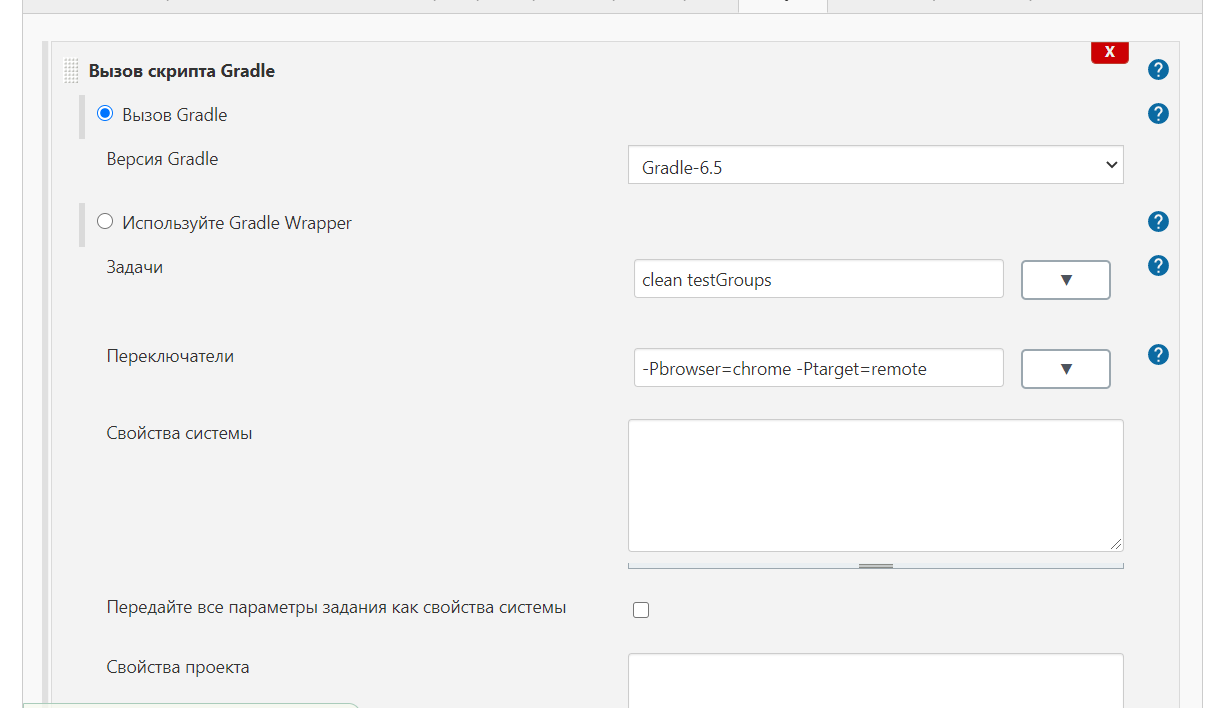 X
Вызов скрипта Gradle
?
Вызов Gradle
?
Версия Gradle
Gradle-6.5
Используйте Gradle Wrapper
?
Задачи
clean testGroups
▼
?
Переключатели
-Pbrowser=chrome -Ptarget=remote
▼
?
Свойства системы
Передайте все параметры задания как свойства системы
Свойства проекта